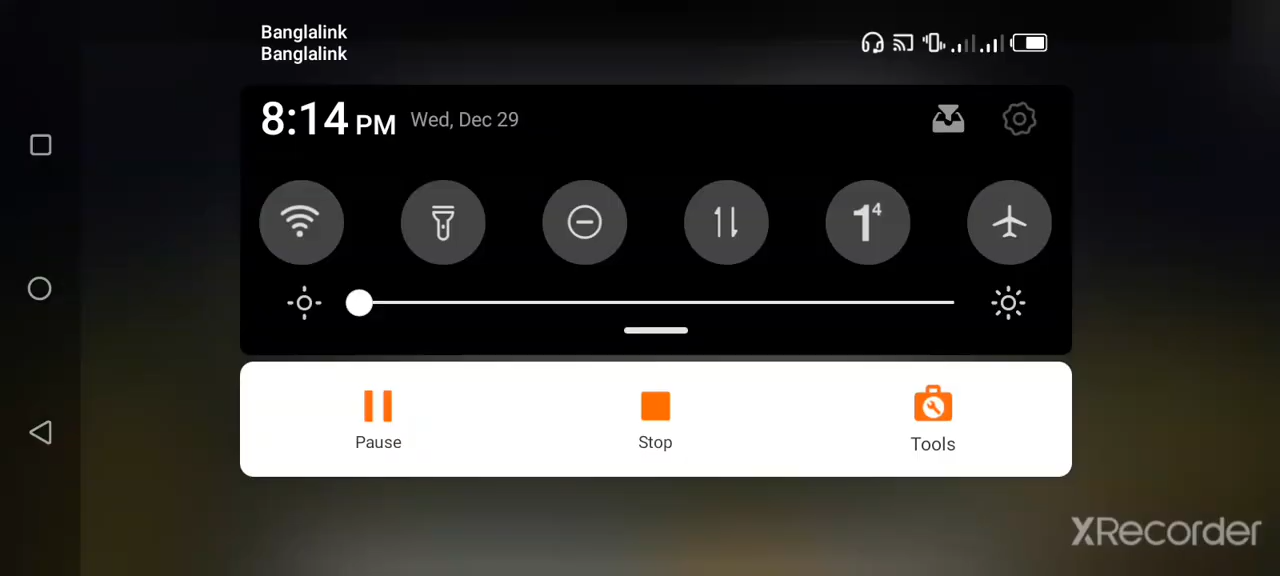 Banglalink
Banglalink
8:14 PM Wed, Dec 29
1⁴
Pause Stop Tools
XRecorder